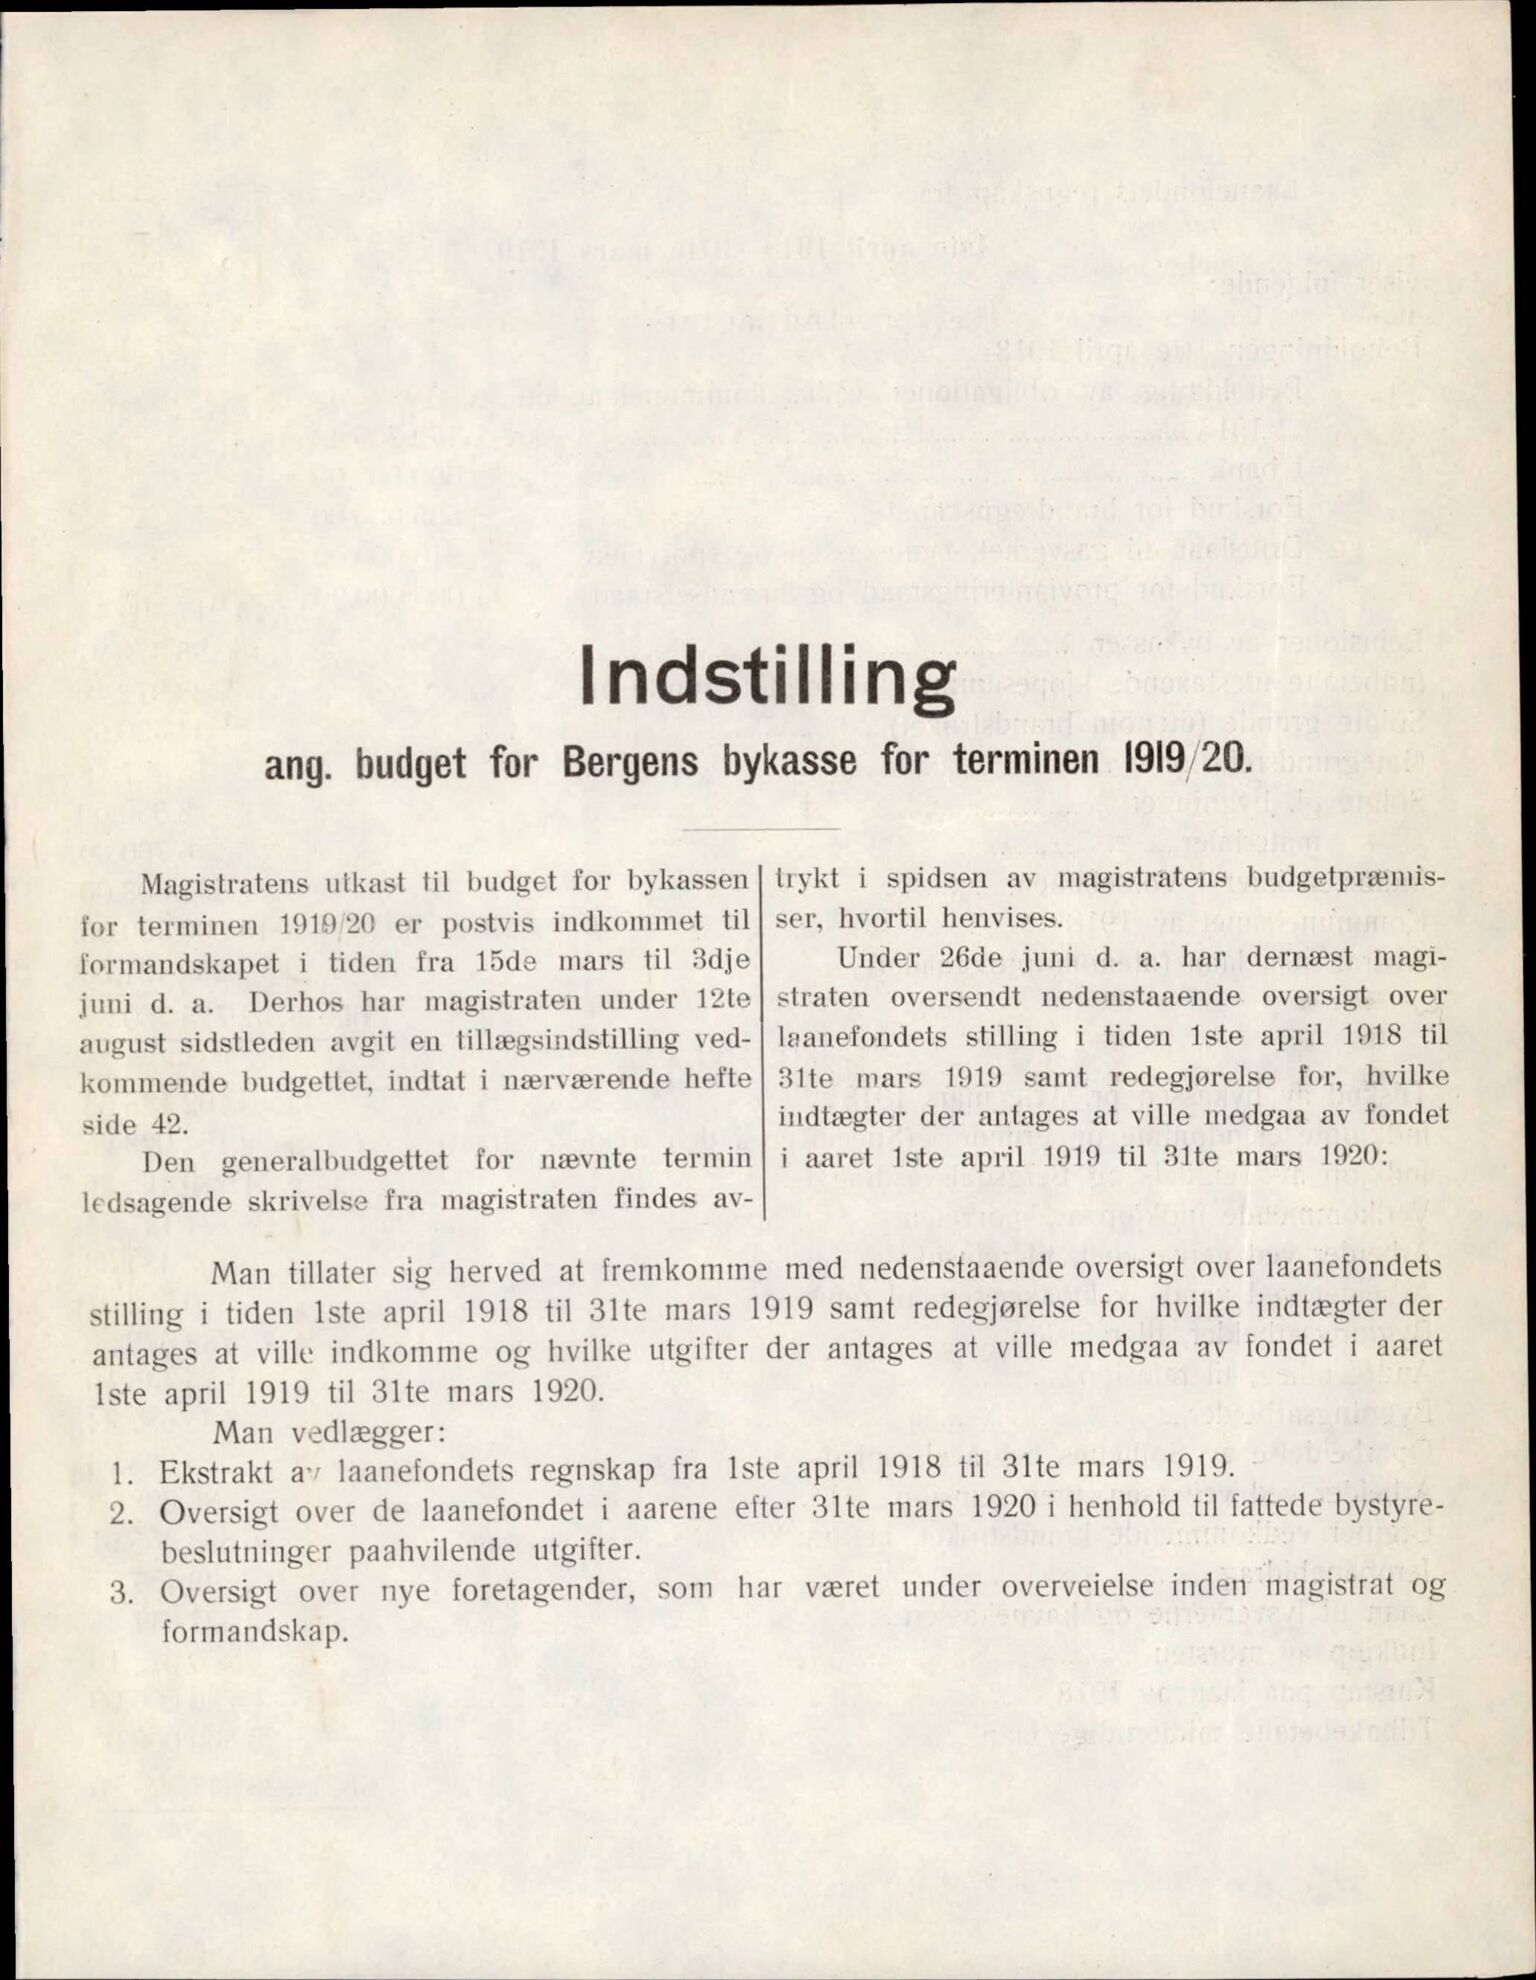 Indstilling
ang. budget for Bergens bykasse for terminen 1919/20.
Magistratens utkast til budget for bykassen
for terminen 1919/20 er postvis indkommet til
formandskapet i tiden fra 15de mars til 3dje
juni d. a. Derhos har magistraten under 12te
august sidstleden avgit en tillægsindstilling ved-
kommende budgettet, indtat i nærværende hefte
side 42.
Den generalbudgettet for nævnte termin
ledsagende skrivelse fra magistraten findes av-
trykt i spidsen av magistratens budgetpræmis-
ser, hvortil henvises.
Under 26de juni d. a. har dernæst magi-
straten oversendt nedenstaaende oversigt over
laanefondets stilling i tiden 1ste april 1918 til
31te mars 1919 samt redegjørelse for, hvilke
indtægter der antages at ville medgaa av fondet
i aaret 1ste april 1919 til 31te mars 1920:
Man tillater sig herved at fremkomme med nedenstaaende oversigt over laanefondets
stilling i tiden 1ste april 1918 til 31te mars 1919 samt redegjørelse for hvilke indtægter der
antages at ville indkomme og hvilke utgifter der antages at ville medgaa av fondet i aaret
1ste april 1919 til 31te mars 1920.
Man vedlægger:
1. Ekstrakt av laanefondets regnskap fra 1ste april 1918 til 31te mars 1919.
2. Oversigt over de laanefondet i aarene efter 31te mars 1920 i henhold til fattede bystyre-
beslutninger paahvilende utgifter.
3. Oversigt over nye foretagender, som har været under overveielse inden magistrat og
formandskap.